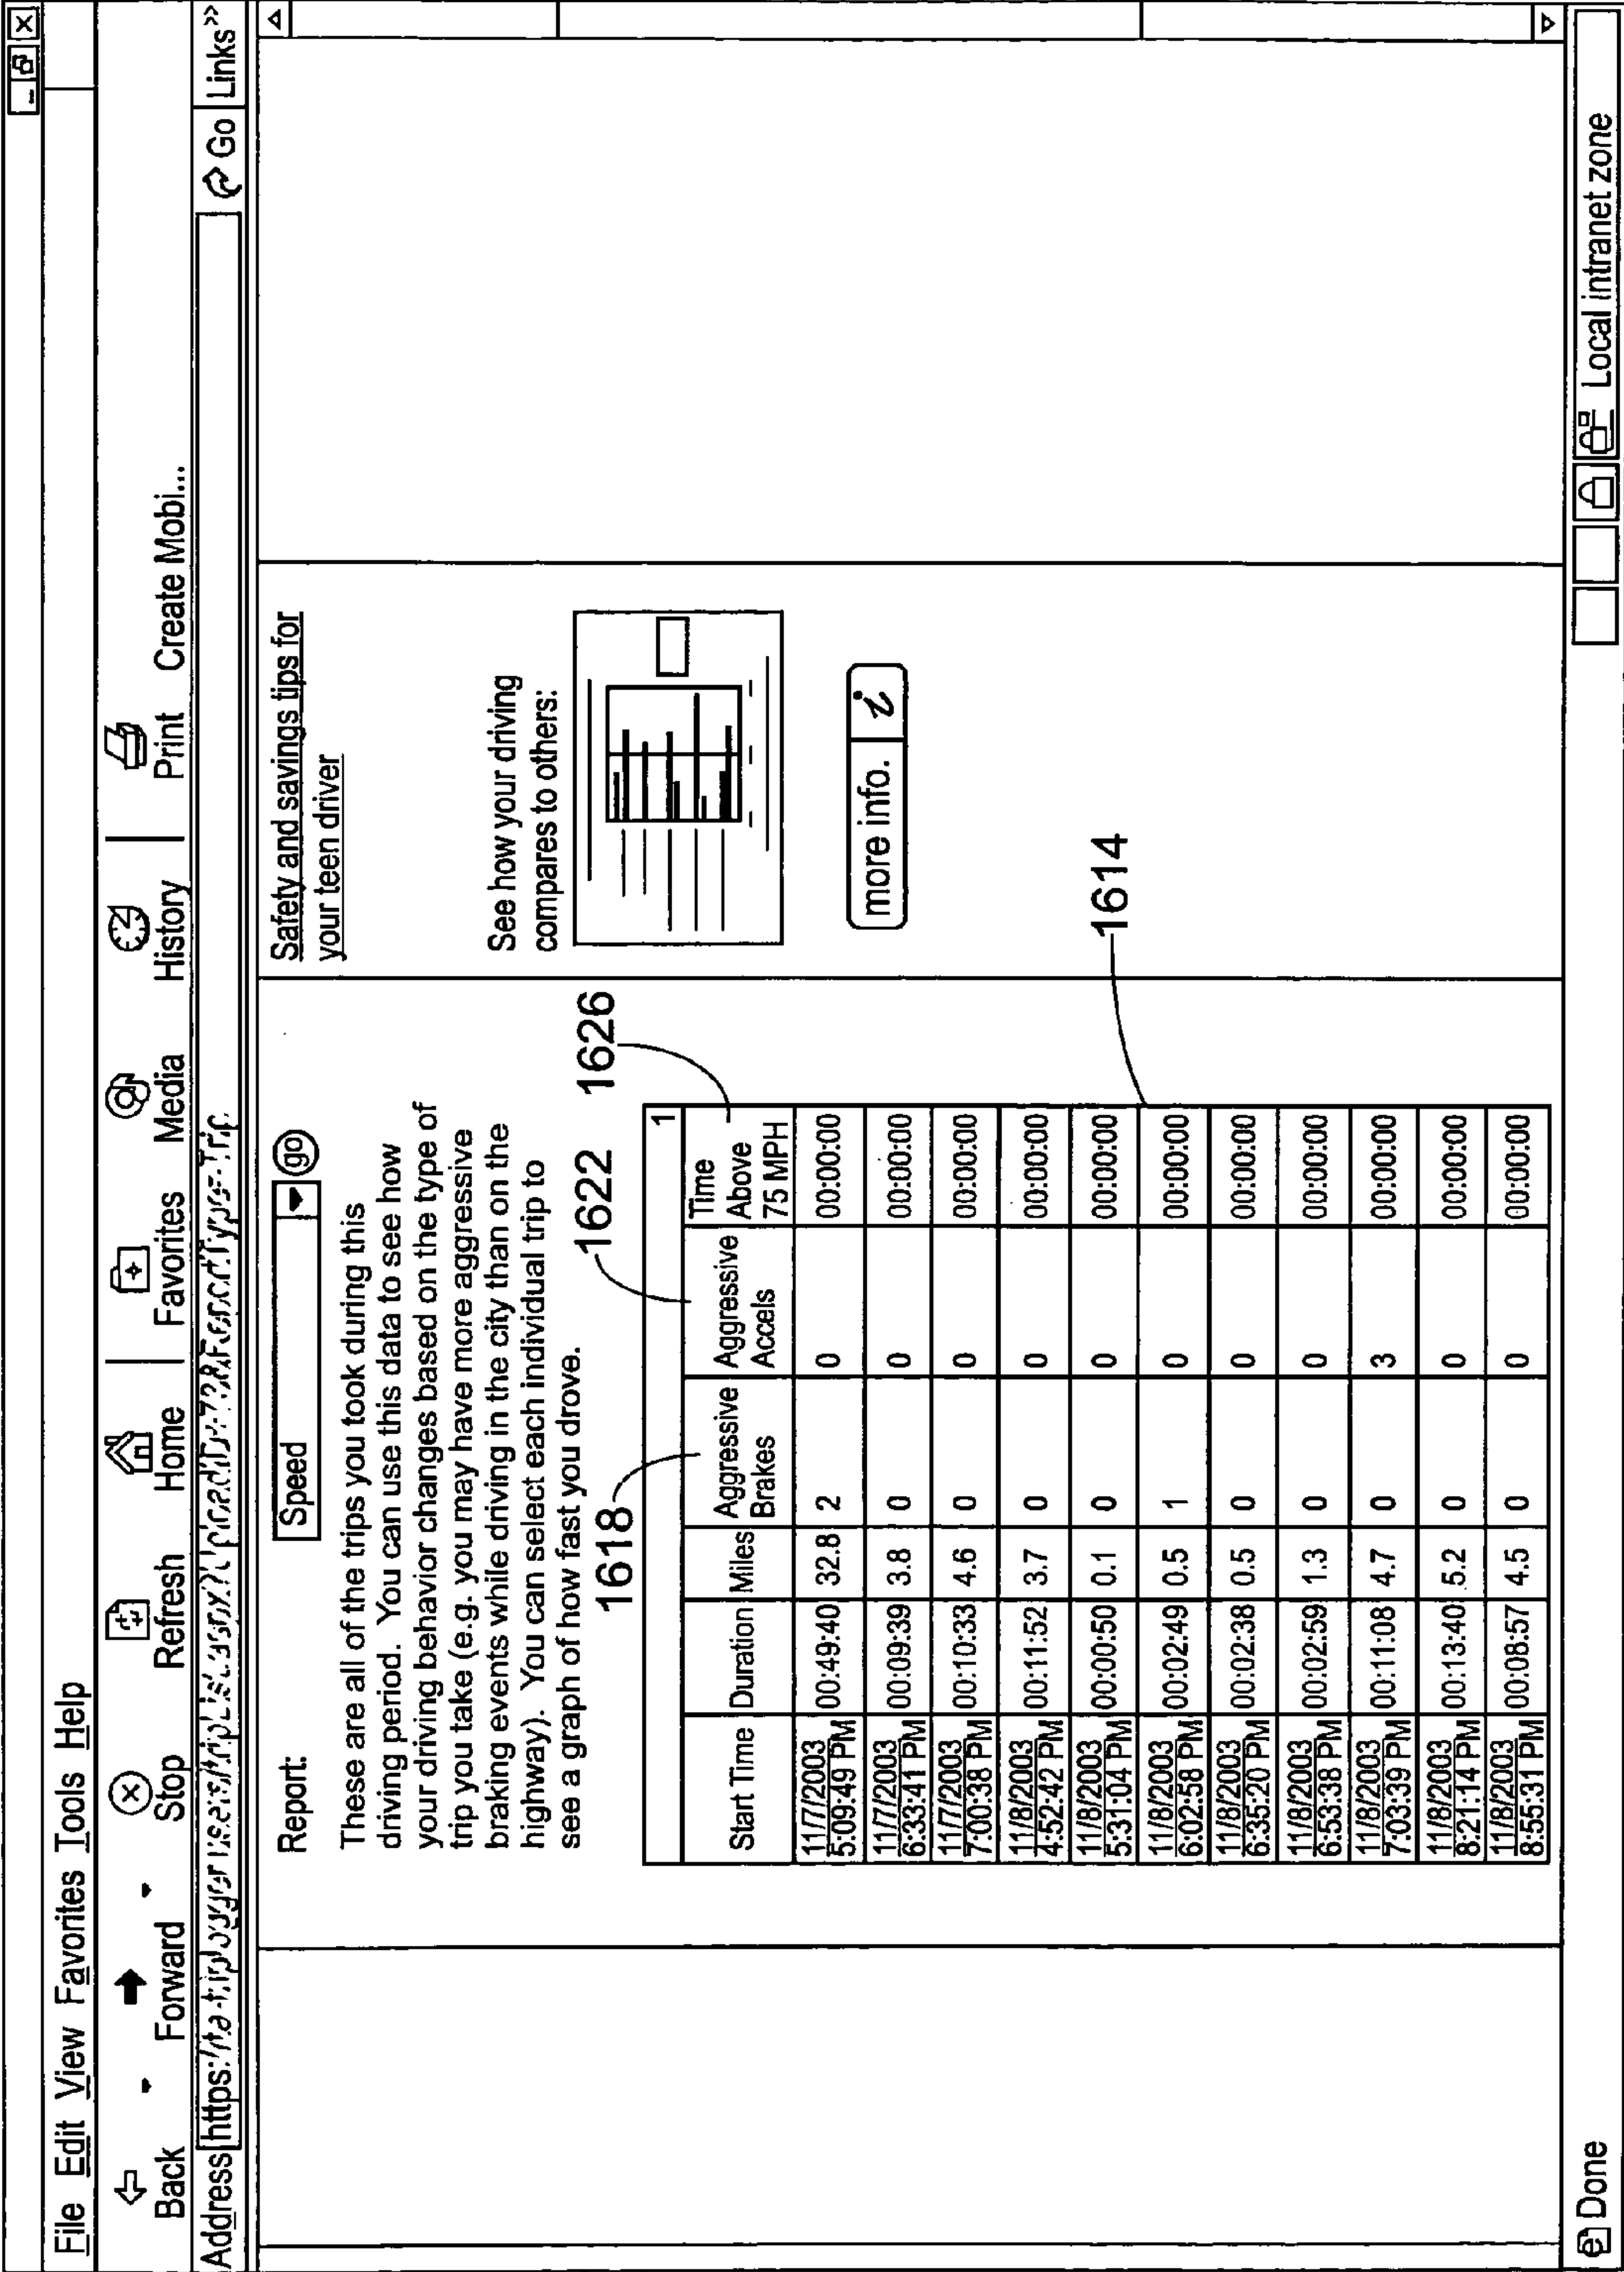 File Edit View Favorites Tools Help
Back Forward Stop Refresh Home Favorites Media History Print Create Mobi...
Address https:// Go Links»
Report: Speed go
These are all of the trips you took during this
driving period. You can use this data to see how
your driving behavior changes based on the type of
trip you take (e.g. you may have more aggressive
braking events while driving in the city than on the
highway). You can select each individual trip to
see a graph of how fast you drove.
1618 1622 1626
1
Start Time Duration Miles Aggressive Brakes Aggressive Accels Time Above 75 MPH
11/7/2003 5:09:49 PM 00:49:40 32.8 2 0 00:00:00
11/7/2003 6:33:41 PM 00:09:39 3.8 0 0 00:00:00
11/7/2003 7:00:38 PM 00:10:33 4.6 0 0 00:00:00
11/8/2003 4:52:42 PM 00:11:52 3.7 0 0 00:00:00
11/8/2003 5:31:04 PM 00:00:50 0.1 0 0 00:00:00
11/8/2003 6:02:58 PM 00:02:49 0.5 1 0 00:00:00
11/8/2003 6:35:20 PM 00:02:38 0.5 0 0 00:00:00
11/8/2003 6:53:38 PM 00:02:59 1.3 0 0 00:00:00
11/8/2003 7:03:39 PM 00:11:08 4.7 0 3 00:00:00
11/8/2003 8:21:14 PM 00:13:40 5.2 0 0 00:00:00
11/8/2003 8:55:31 PM 00:08:57 4.5 0 0 00:00:00
1614
Safety and savings tips for
your teen driver
See how your driving
compares to others:
more info. i
Done
Local intranet zone